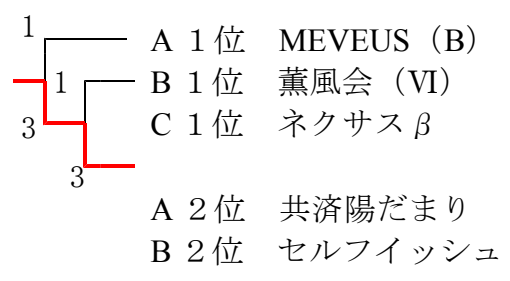 1
A １位　MEVEUS（B）
1
B １位　薫風会（Ⅵ）
3
C １位　ネクサスβ
3
A ２位　共済陽だまり
B ２位　セルフイッシュ